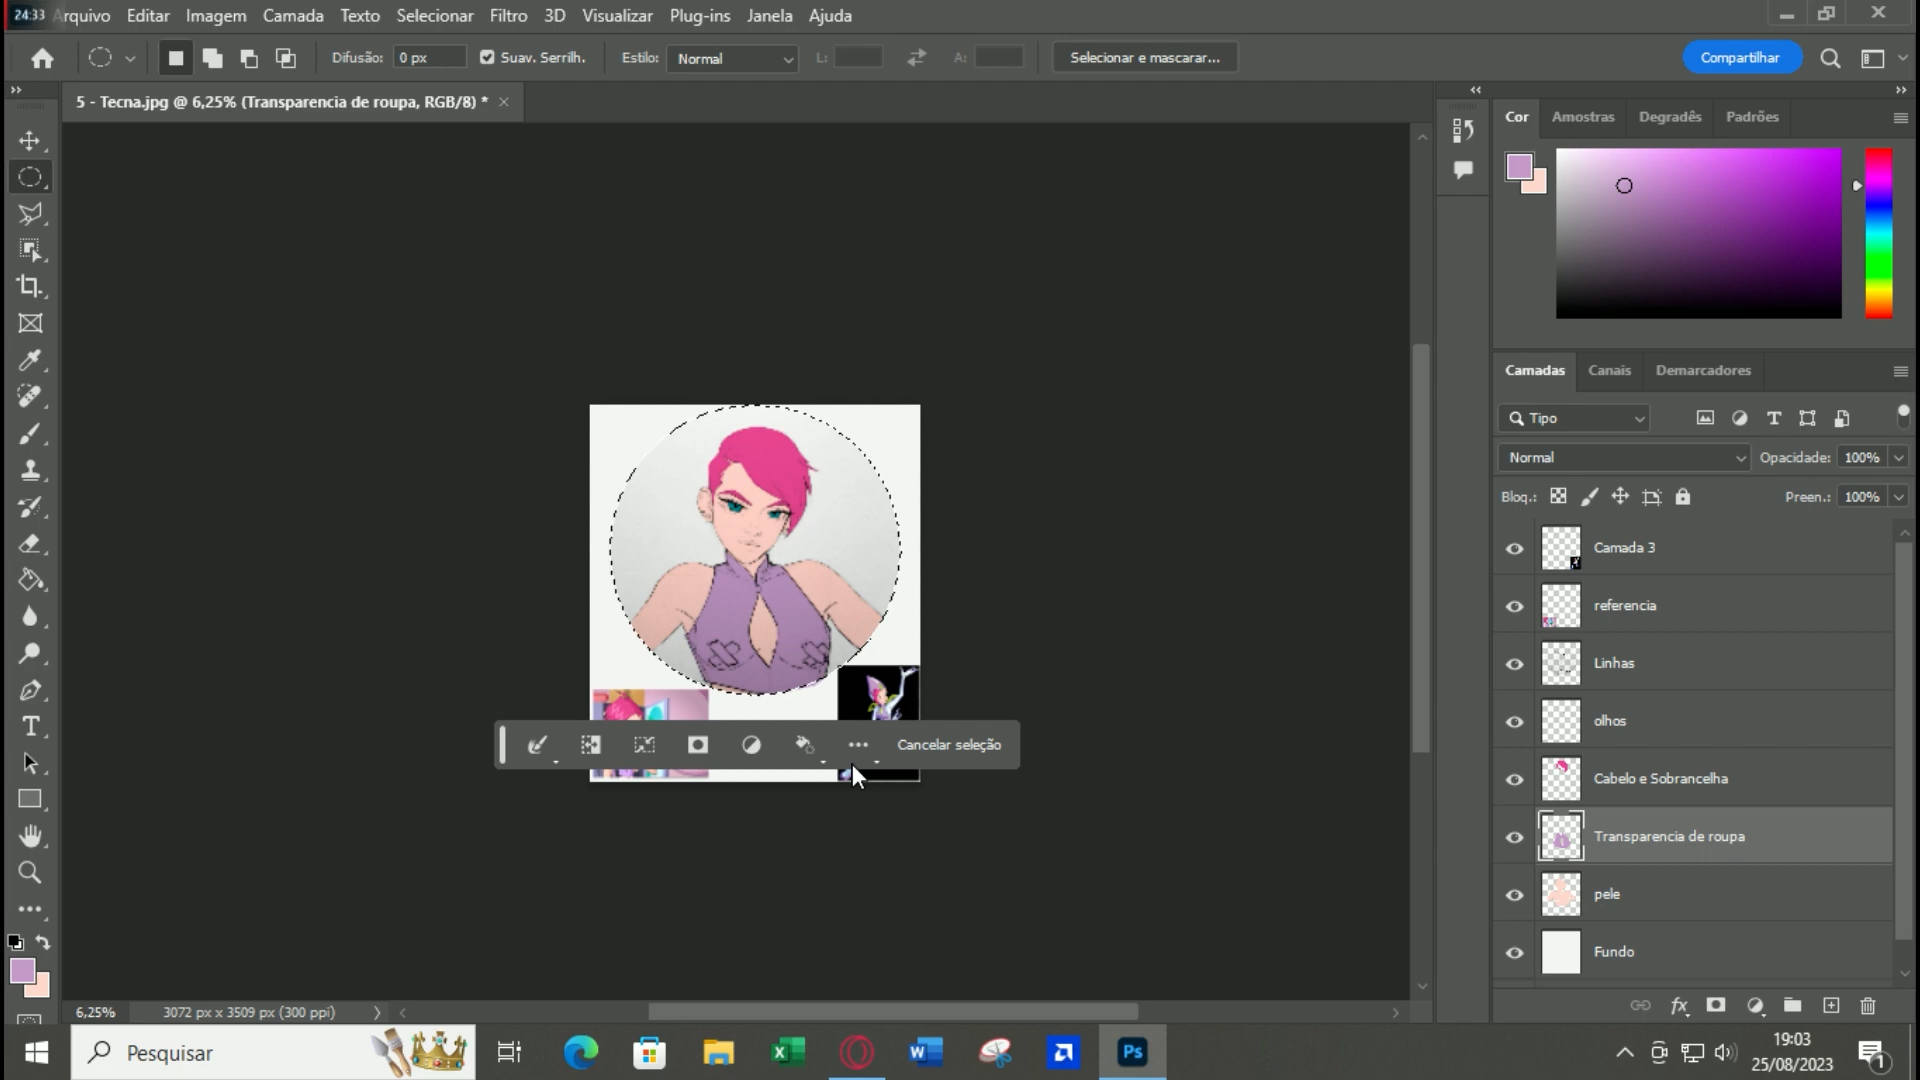 24:33 Arquivo Editar Imagem Camada Texto Selecionar Filtro 3D Visualizar Plug-ins Janela Ajuda
Difusão: 0 px Suav. Serrilh. Estilo: Normal L: A: Selecionar e mascarar... Compartilhar
5 - Tecna.jpg @ 6,25% (Transparencia de roupa, RGB/8) *
Cor Amostras Degradês Padrões
Camadas Canais Demarcadores
Tipo
Normal Opacidade: 100%
Bloq.: Preen.: 100%
Camada 3
referencia
Linhas
olhos
Cabelo e Sobrancelha
Transparencia de roupa
pele
Fundo
Cancelar seleção
6,25% 3072 px x 3509 px (300 ppi)
Pesquisar
Ps
19:03
25/08/2023
1